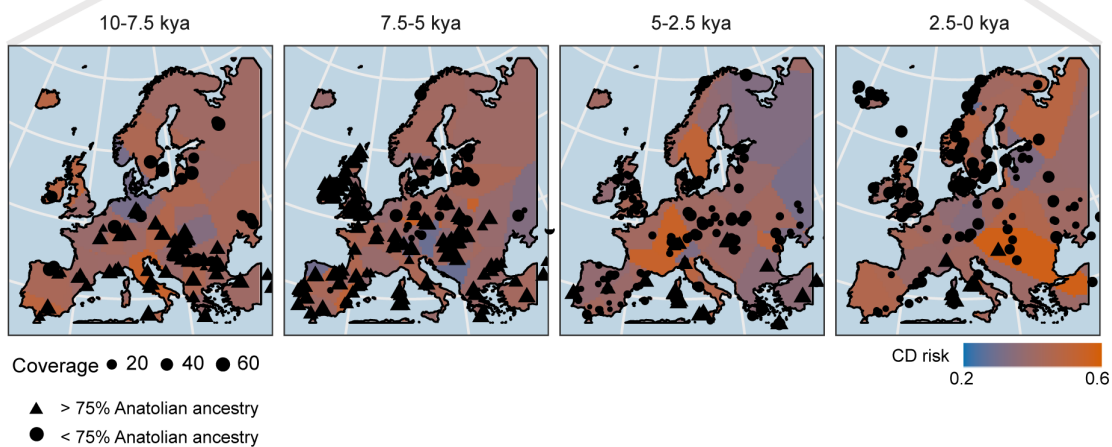 10-7.5 kya
7.5-5 kya
5-2.5 kya
2.5-0 kya
Coverage 20 40 60
> 75% Anatolian ancestry
< 75% Anatolian ancestry
CD risk
0.2 0.6